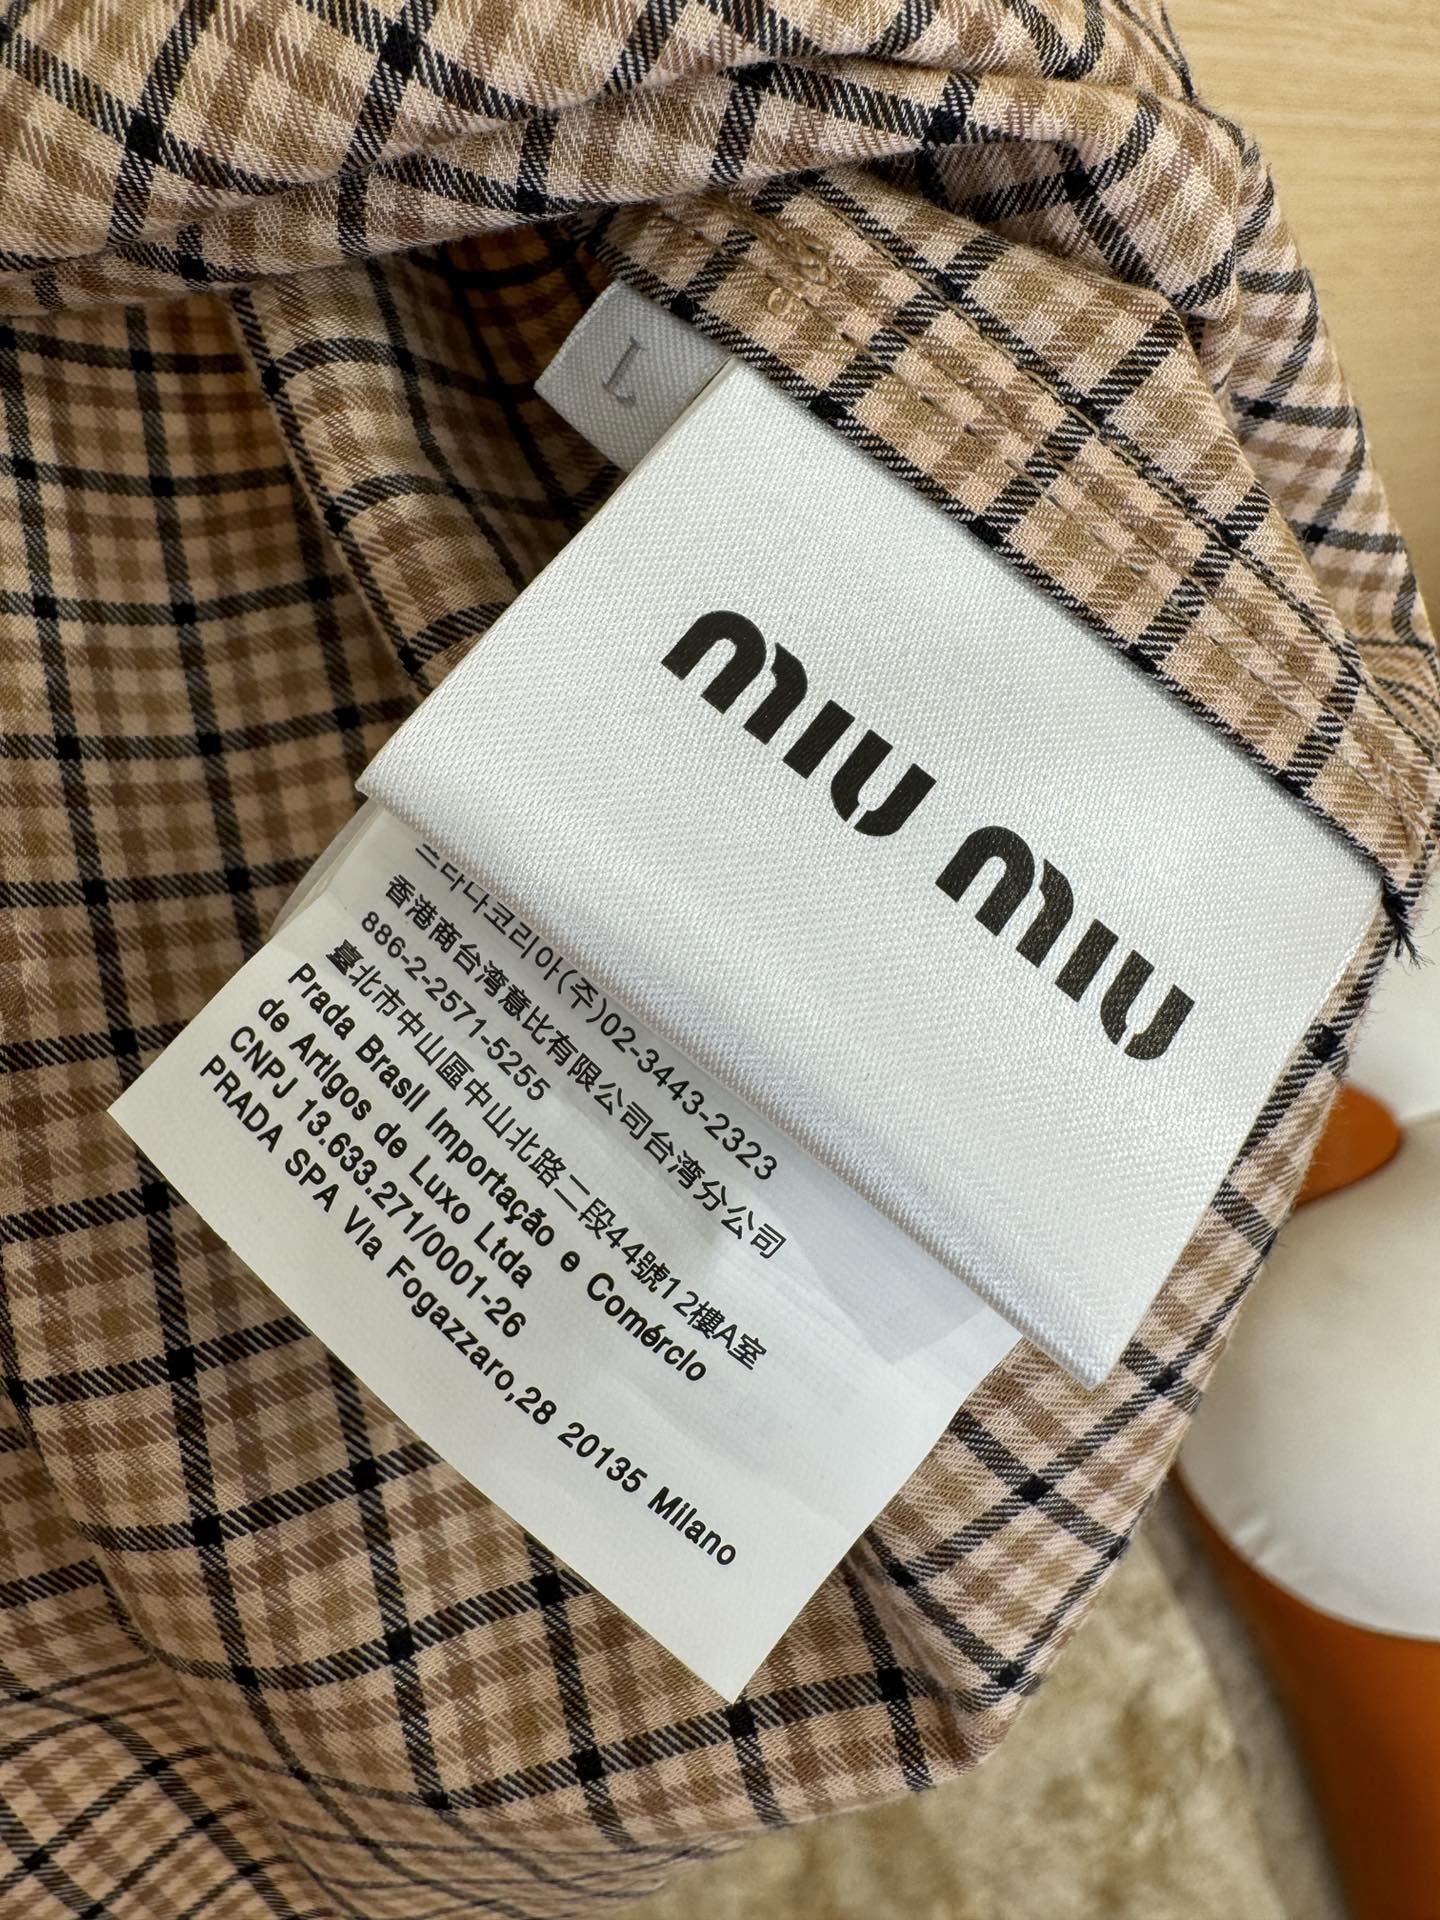 L
miu miu
프라다코리아(주)02-3443-2323
香港商台湾意比有限公司台湾分公司
886-2-2571-5255
臺北市中山區中山北路二段44號12樓A室
Prada Brasil Importação e Comércio
de Artigos de Luxo Ltda
CNPJ 13.633.271/0001-26
PRADA SPA Via Fogazzaro,28 20135 Milano